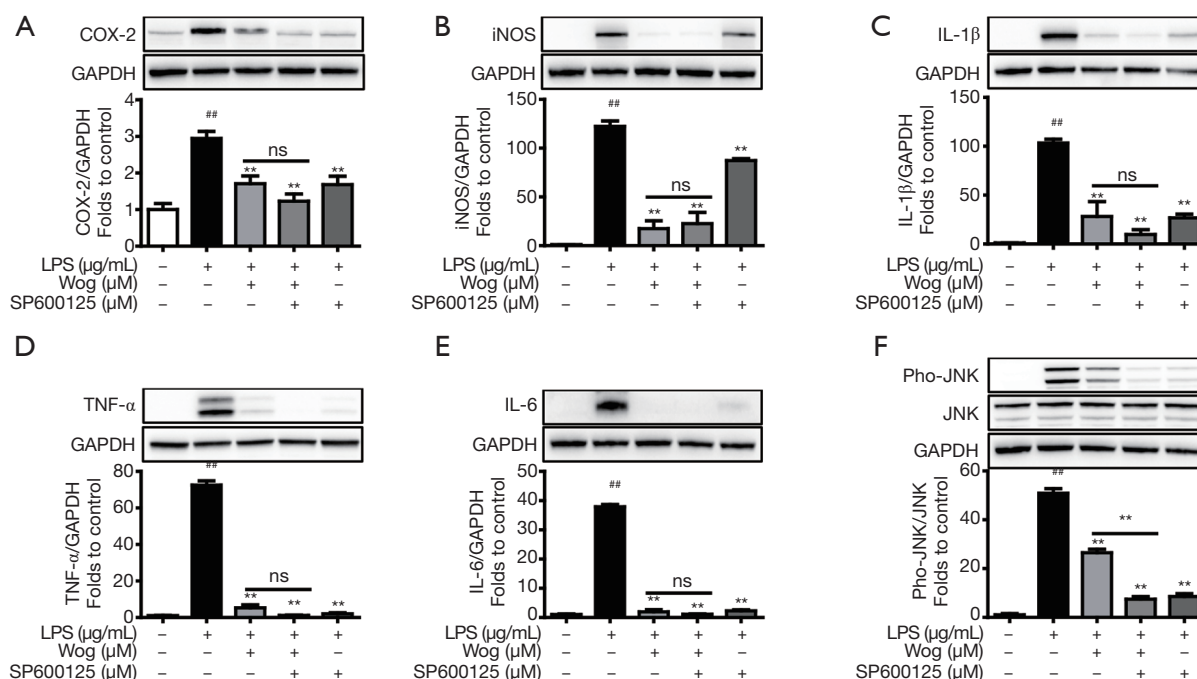 A
COX-2
GAPDH
COX-2/GAPDH
Folds to control
4
3
2
1
0
##
**
ns
**
**
LPS (µg/mL) – + + + +
Wog (µM) – – + + –
SP600125 (µM) – – – + +
B
iNOS
GAPDH
iNOS/GAPDH
Folds to control
150
100
50
0
##
**
ns
**
**
LPS (µg/mL) – + + + +
Wog (µM) – – + + –
SP600125 (µM) – – – + +
C
IL-1β
GAPDH
IL-1β/GAPDH
Folds to control
150
100
50
0
##
**
ns
**
**
LPS (µg/mL) – + + + +
Wog (µM) – – + + –
SP600125 (µM) – – – + +
D
TNF-α
GAPDH
TNF-α/GAPDH
Folds to control
80
60
40
20
0
##
**
ns
**
**
LPS (µg/mL) – + + + +
Wog (µM) – – + + –
SP600125 (µM) – – – + +
E
IL-6
GAPDH
IL-6/GAPDH
Folds to control
50
40
30
20
10
0
##
**
ns
**
**
LPS (µg/mL) – + + + +
Wog (µM) – – + + –
SP600125 (µM) – – – + +
F
Pho-JNK
JNK
GAPDH
Pho-JNK/JNK
Folds to control
60
40
20
0
##
**
**
**
**
LPS (µg/mL) – + + + +
Wog (µM) – – + + –
SP600125 (µM) – – – + +